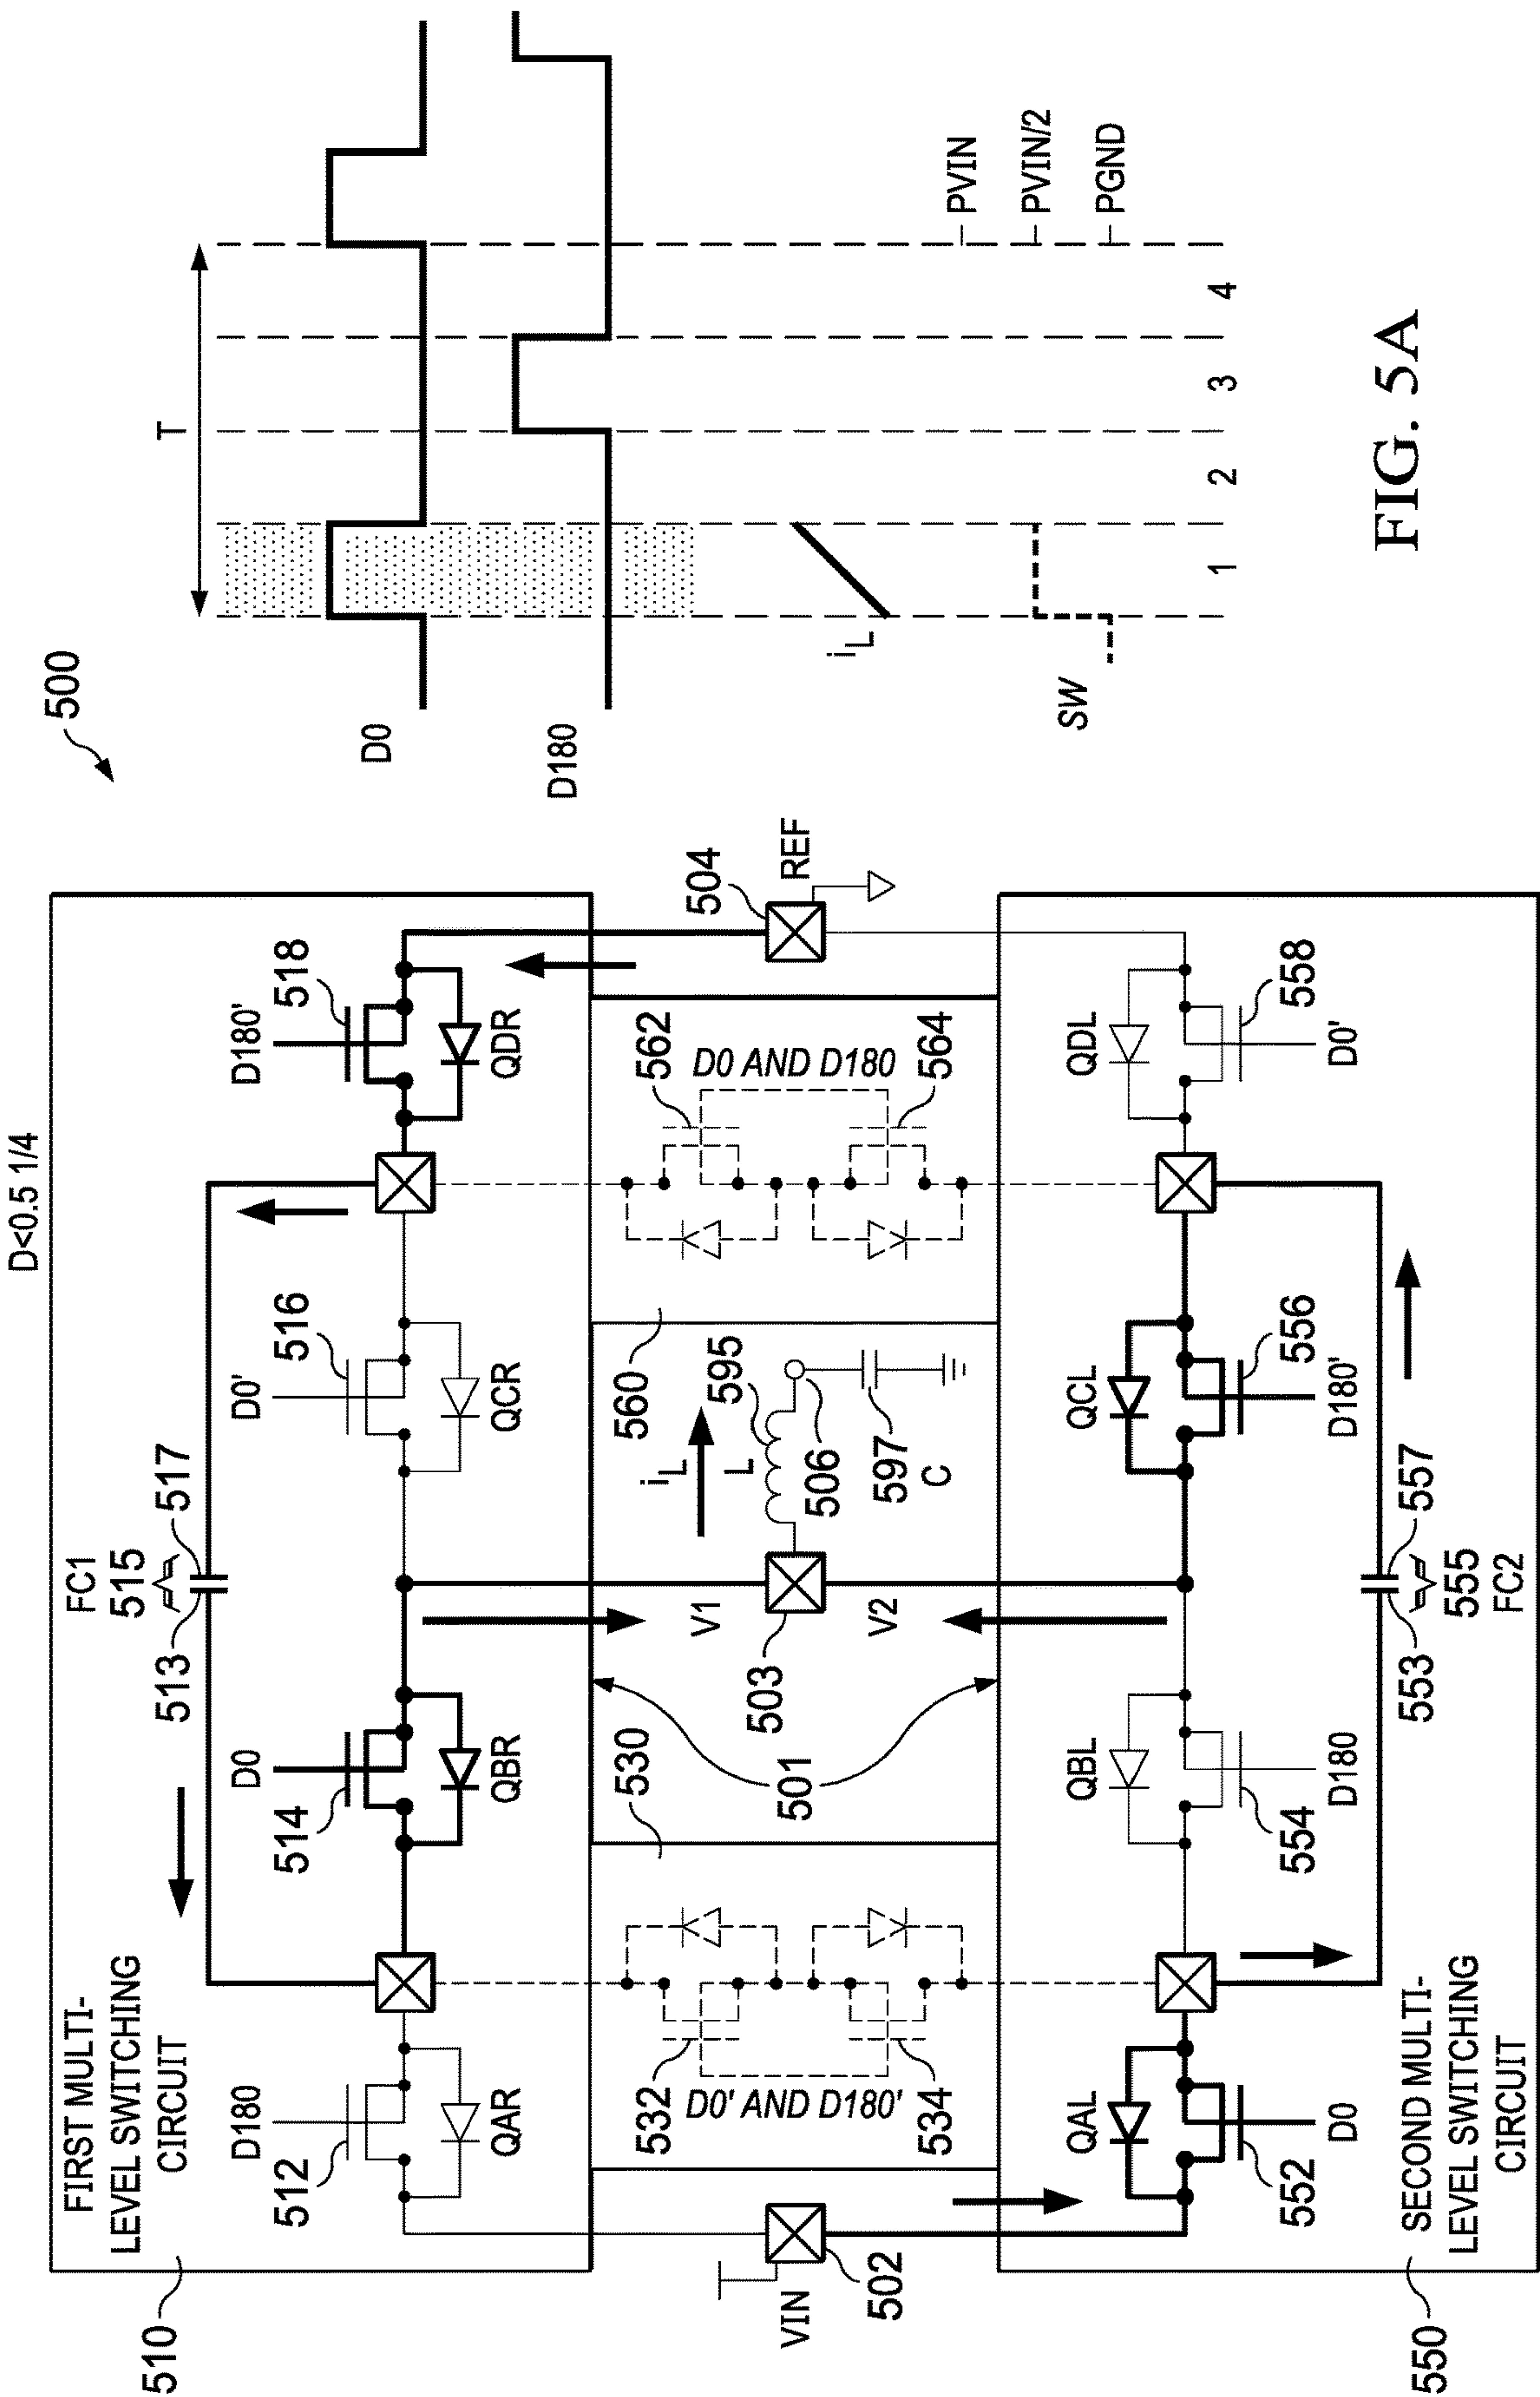 D<0.5 1/4
500
510
FIRST MULTI-
LEVEL SWITCHING
CIRCUIT
FC1
515
513
517
D180
512
QAR
D0
514
QBR
D0'
516
QCR
D180'
518
QDR
VIN
502
532
D0' AND D180'
534
530
501
V1
503
V2
iL
L
595
506
597
C
560
562
D0 AND D180
564
504
REF
QAL
552
D0
QBL
554
D180
QCL
556
D180'
QDL
558
D0'
553
557
555
FC2
550
SECOND MULTI-
LEVEL SWITCHING
CIRCUIT
T
D0
D180
iL
SW
PVIN
PVIN/2
PGND
1
2
3
4
FIG. 5A